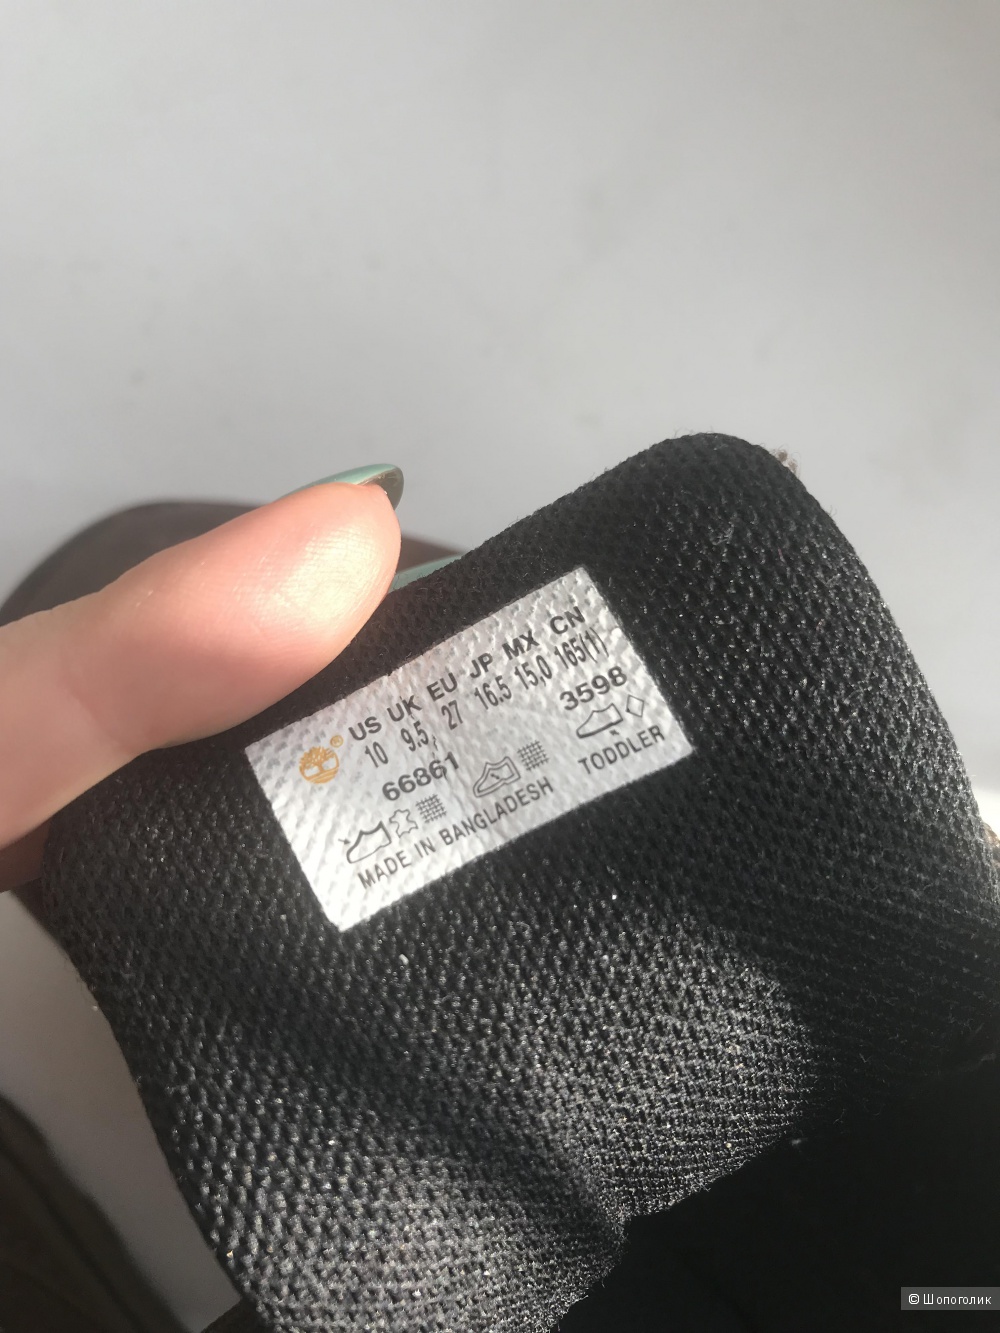 US UK EU JP MX CN
10 9.5 27 16.5 15.0 165(1)
66861 3598
TODDLER
MADE IN BANGLADESH
© Шопоголик